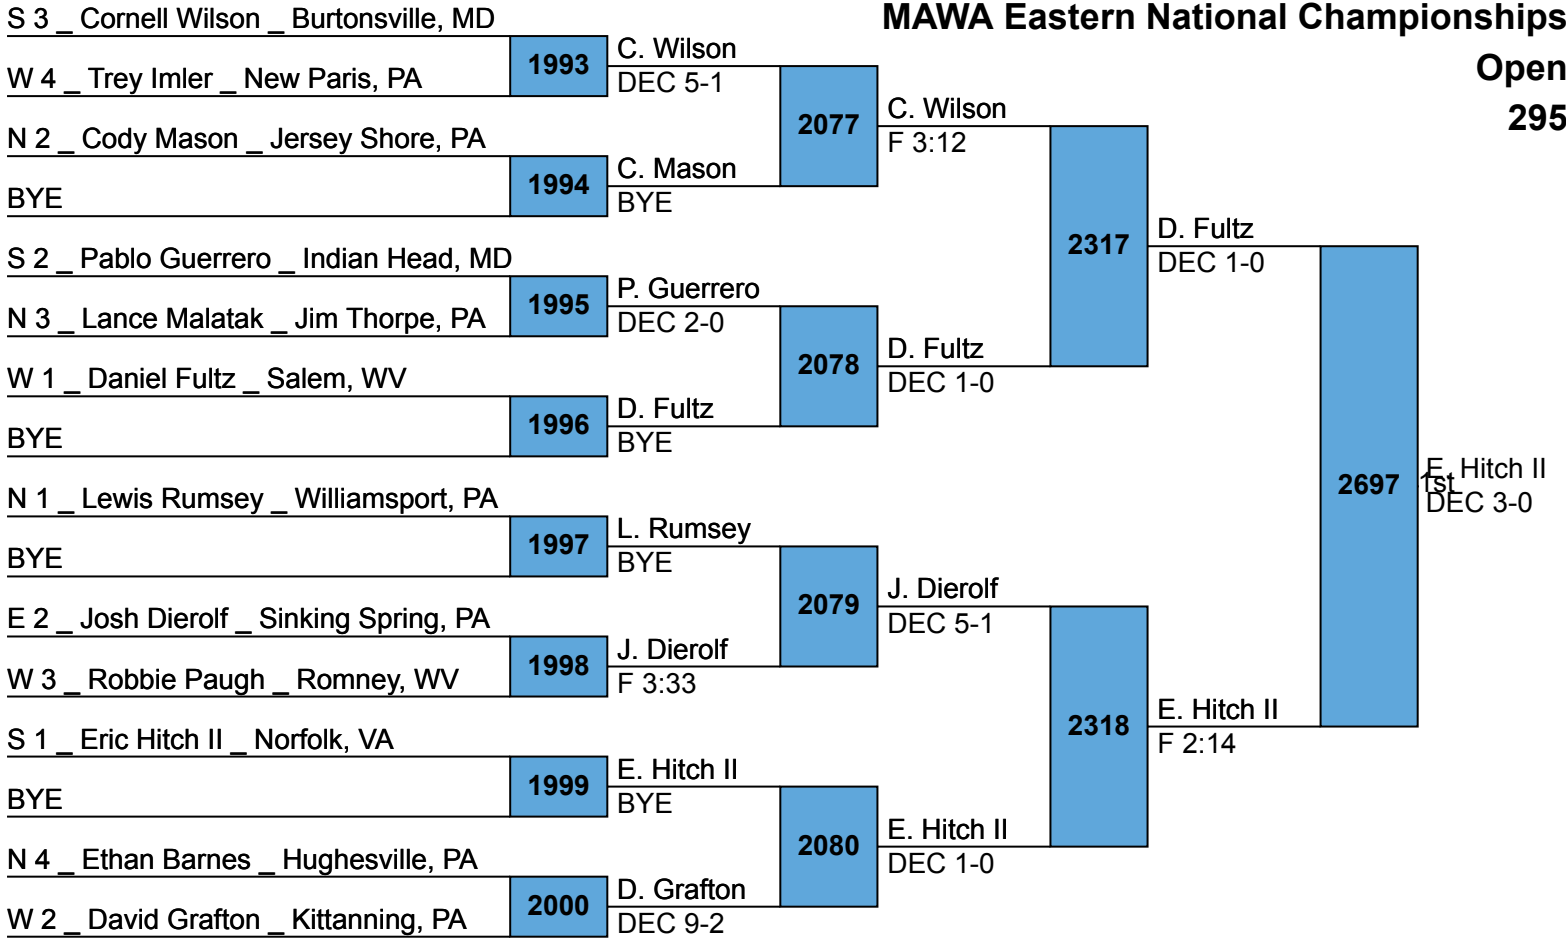 MAWA Eastern National Championships
Open
295
S 3 _ Cornell Wilson _ Burtonsville, MD
W 4 _ Trey Imler _ New Paris, PA
N 2 _ Cody Mason _ Jersey Shore, PA
BYE
S 2 _ Pablo Guerrero _ Indian Head, MD
N 3 _ Lance Malatak _ Jim Thorpe, PA
W 1 _ Daniel Fultz _ Salem, WV
BYE
N 1 _ Lewis Rumsey _ Williamsport, PA
BYE
E 2 _ Josh Dierolf _ Sinking Spring, PA
W 3 _ Robbie Paugh _ Romney, WV
S 1 _ Eric Hitch II _ Norfolk, VA
BYE
N 4 _ Ethan Barnes _ Hughesville, PA
W 2 _ David Grafton _ Kittanning, PA
1993
C. Wilson
DEC 5-1
1994
C. Mason
BYE
1995
P. Guerrero
DEC 2-0
1996
D. Fultz
BYE
1997
L. Rumsey
BYE
1998
J. Dierolf
F 3:33
1999
E. Hitch II
BYE
2000
D. Grafton
DEC 9-2
2077
C. Wilson
F 3:12
2078
D. Fultz
DEC 1-0
2079
J. Dierolf
DEC 5-1
2080
E. Hitch II
DEC 1-0
2317
D. Fultz
DEC 1-0
2318
E. Hitch II
F 2:14
2697
E. Hitch II
1st
DEC 3-0